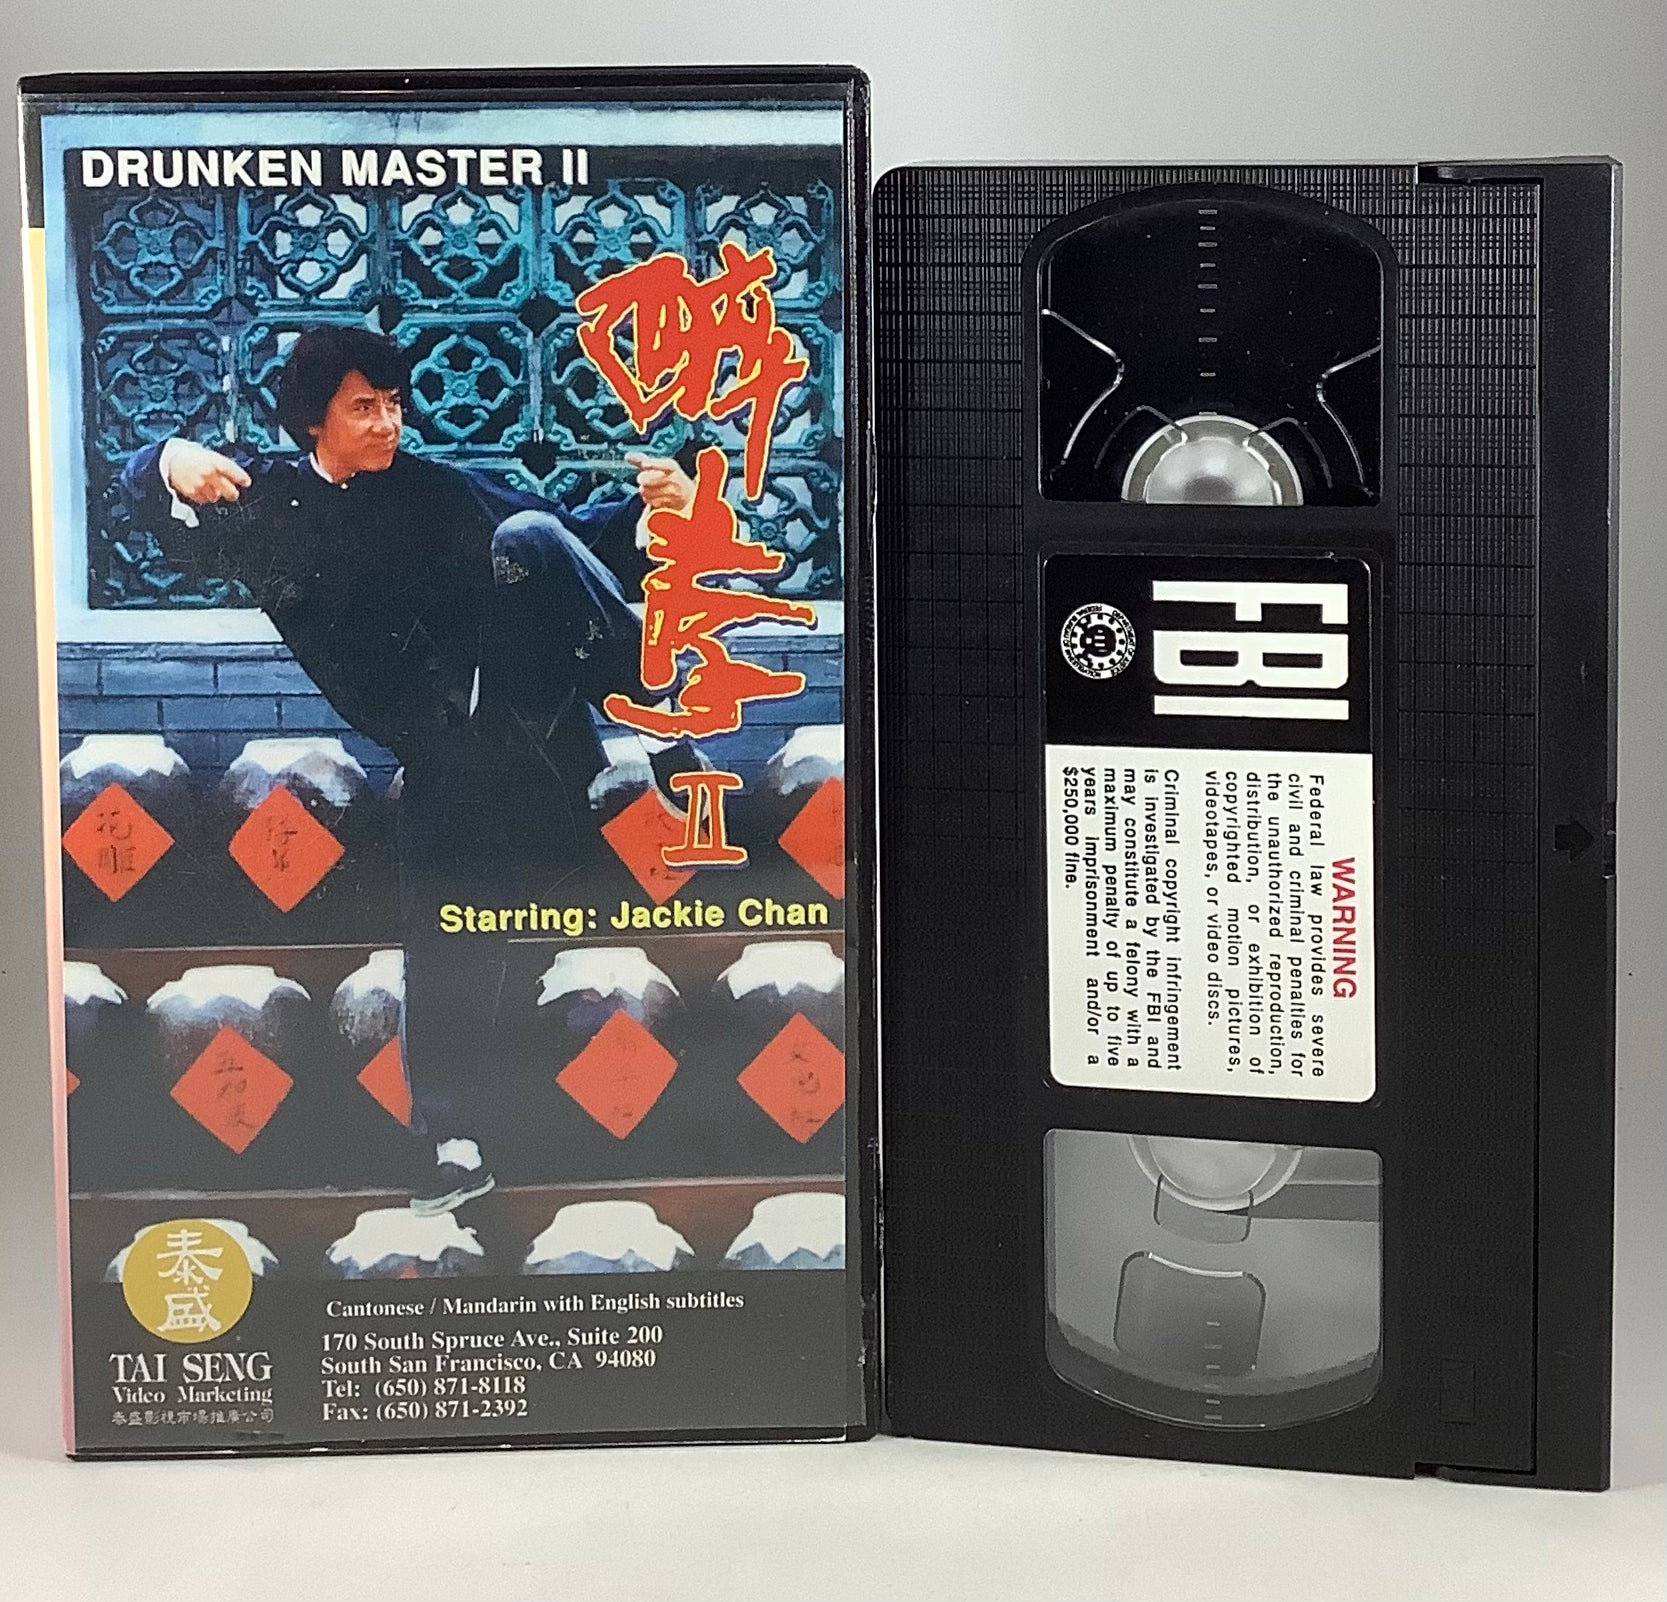 DRUNKEN MASTER II
醉拳 II
Starring: Jackie Chan
花雕
泰盛
TAI SENG
Video Marketing
泰盛影視市場推廣公司
Cantonese / Mandarin with English subtitles
170 South Spruce Ave., Suite 200
South San Francisco, CA 94080
Tel: (650) 871-8118
Fax: (650) 871-2392
FBI
WARNING
Federal law provides severe
civil and criminal penalties for
the unauthorized reproduction,
distribution, or exhibition of
copyrighted motion pictures,
videotapes, or video discs.
Criminal copyright infringement
is investigated by the FBI and
may constitute a felony with a
maximum penalty of up to five
years imprisonment and/or a
$250,000 fine.